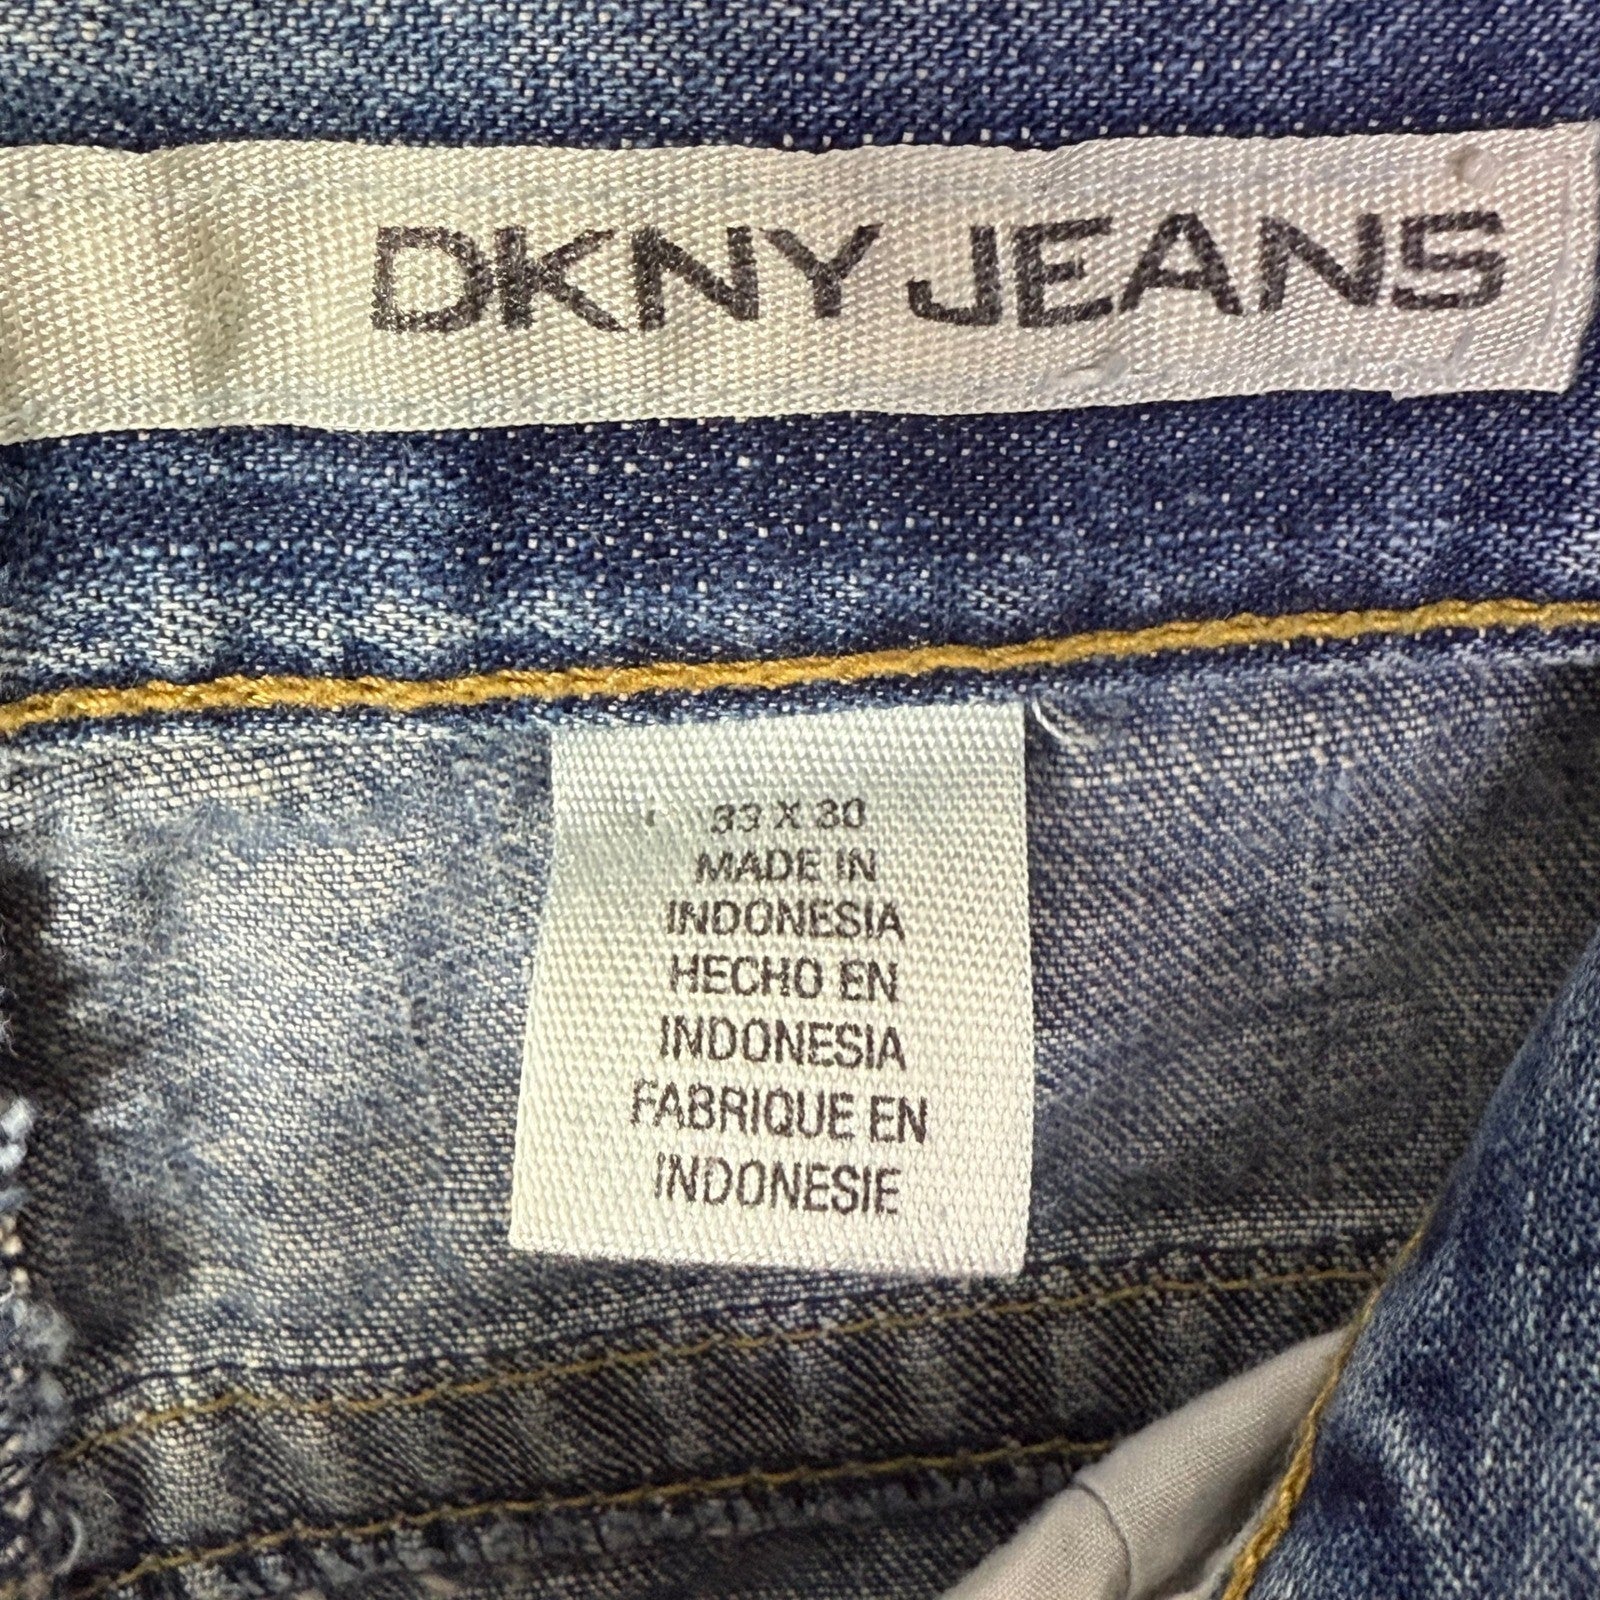 DKNY JEANS
33 X 30
MADE IN
INDONESIA
HECHO EN
INDONESIA
FABRIQUE EN
INDONESIE